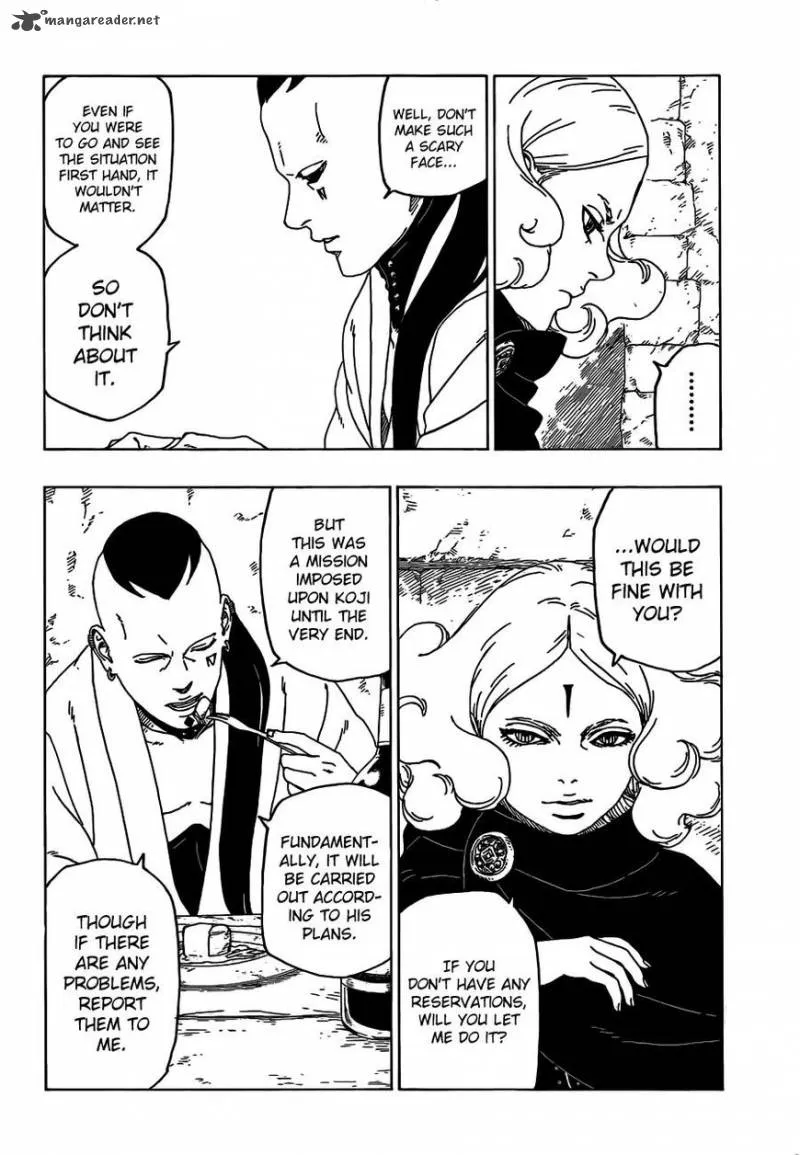 mangareader.net
..........
WELL, DON'T
MAKE SUCH
A SCARY
FACE...
EVEN IF
YOU WERE
TO GO AND SEE
THE SITUATION
FIRST HAND, IT
WOULDN'T
MATTER.
SO
DON'T
THINK
ABOUT
IT.
...WOULD
THIS BE
FINE WITH
YOU?
IF YOU
DON'T HAVE ANY
RESERVATIONS,
WILL YOU LET
ME DO IT?
BUT
THIS WAS
A MISSION
IMPOSED
UPON KOJI
UNTIL THE
VERY END.
FUNDAMENT-
ALLY, IT WILL
BE CARRIED
OUT ACCORD-
ING TO HIS
PLANS.
THOUGH
IF THERE
ARE ANY
PROBLEMS,
REPORT
THEM TO
ME.